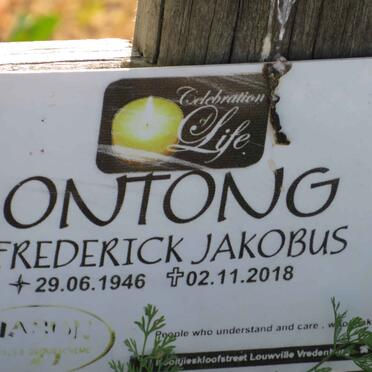 Celebration
of
Life
ONTONG
FREDERICK JAKOBUS
29.06.1946 ✝02.11.2018
People who understand and care
Louwville